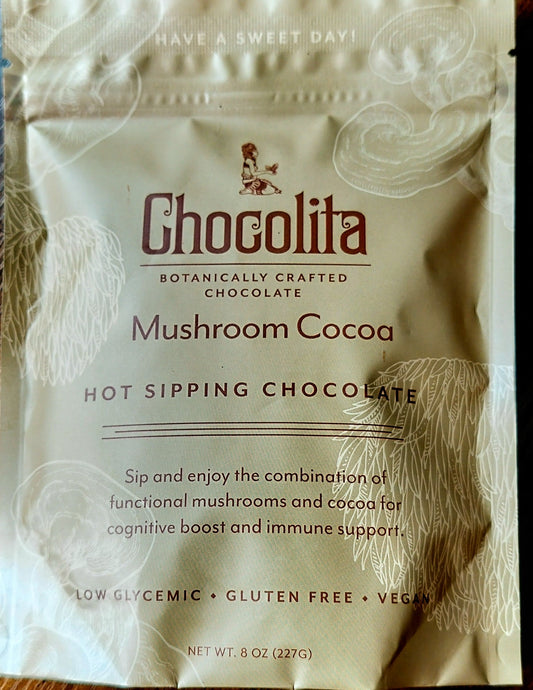 HAVE A SWEET DAY!
Chocolita
BOTANICALLY CRAFTED
CHOCOLATE
Mushroom Cocoa
HOT SIPPING CHOCOLATE
Sip and enjoy the combination of
functional mushrooms and cocoa for
cognitive boost and immune support.
LOW GLYCEMIC • GLUTEN FREE • VEGAN
NET WT. 8 OZ (227G)